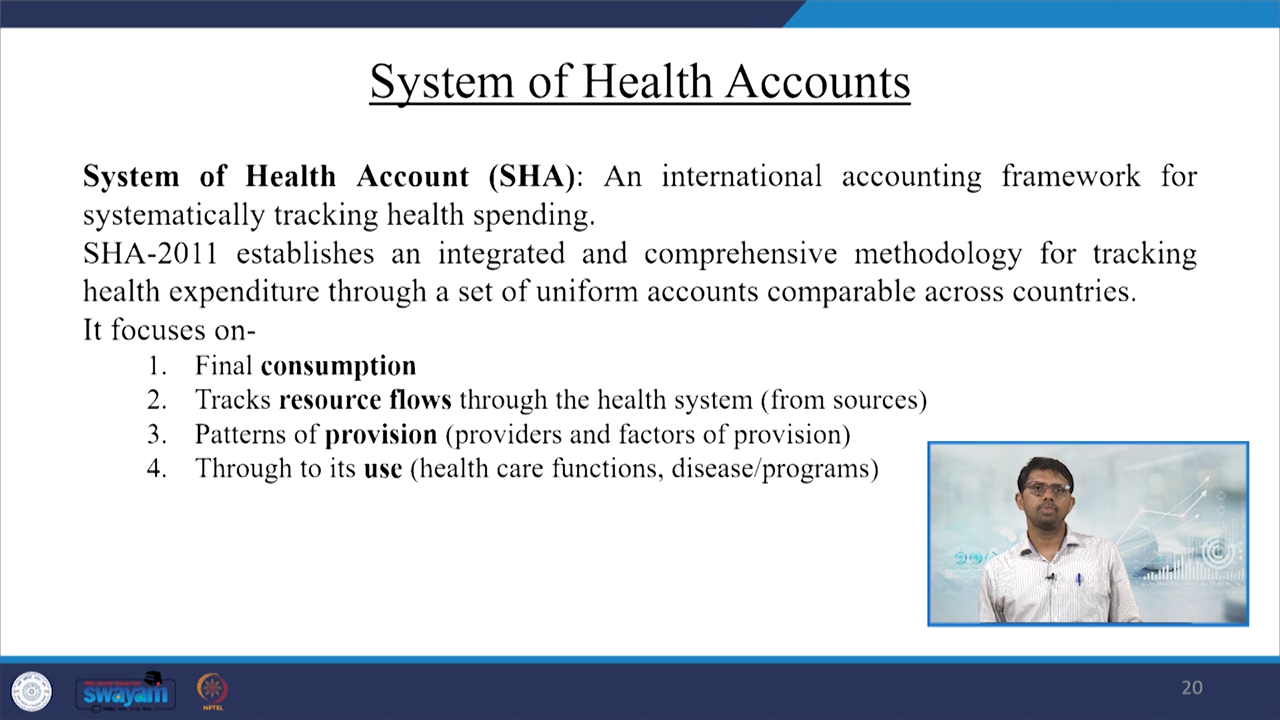 System of Health Accounts
System of Health Account (SHA): An international accounting framework for
systematically tracking health spending.
SHA-2011 establishes an integrated and comprehensive methodology for tracking
health expenditure through a set of uniform accounts comparable across countries.
It focuses on-
1. Final consumption
2. Tracks resource flows through the health system (from sources)
3. Patterns of provision (providers and factors of provision)
4. Through to its use (health care functions, disease/programs)
swayam
NPTEL
20